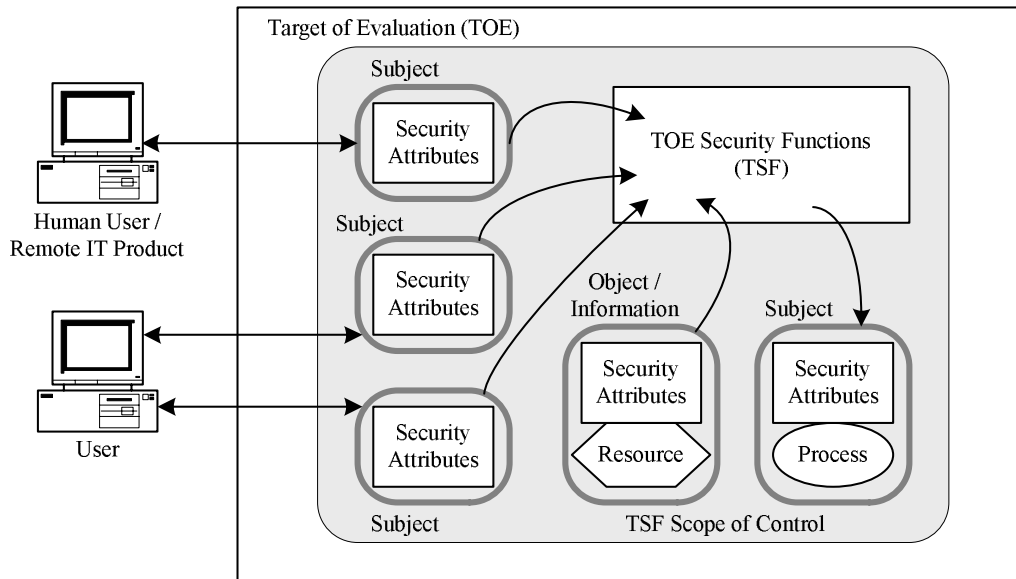 Target of Evaluation (TOE)
Subject
Security
Attributes
TOE Security Functions
(TSF)
Human User /
Remote IT Product
Subject
Security
Attributes
Object /
Information
Subject
Security
Attributes
Security
Attributes
Security
Attributes
Resource
Process
User
Subject
TSF Scope of Control